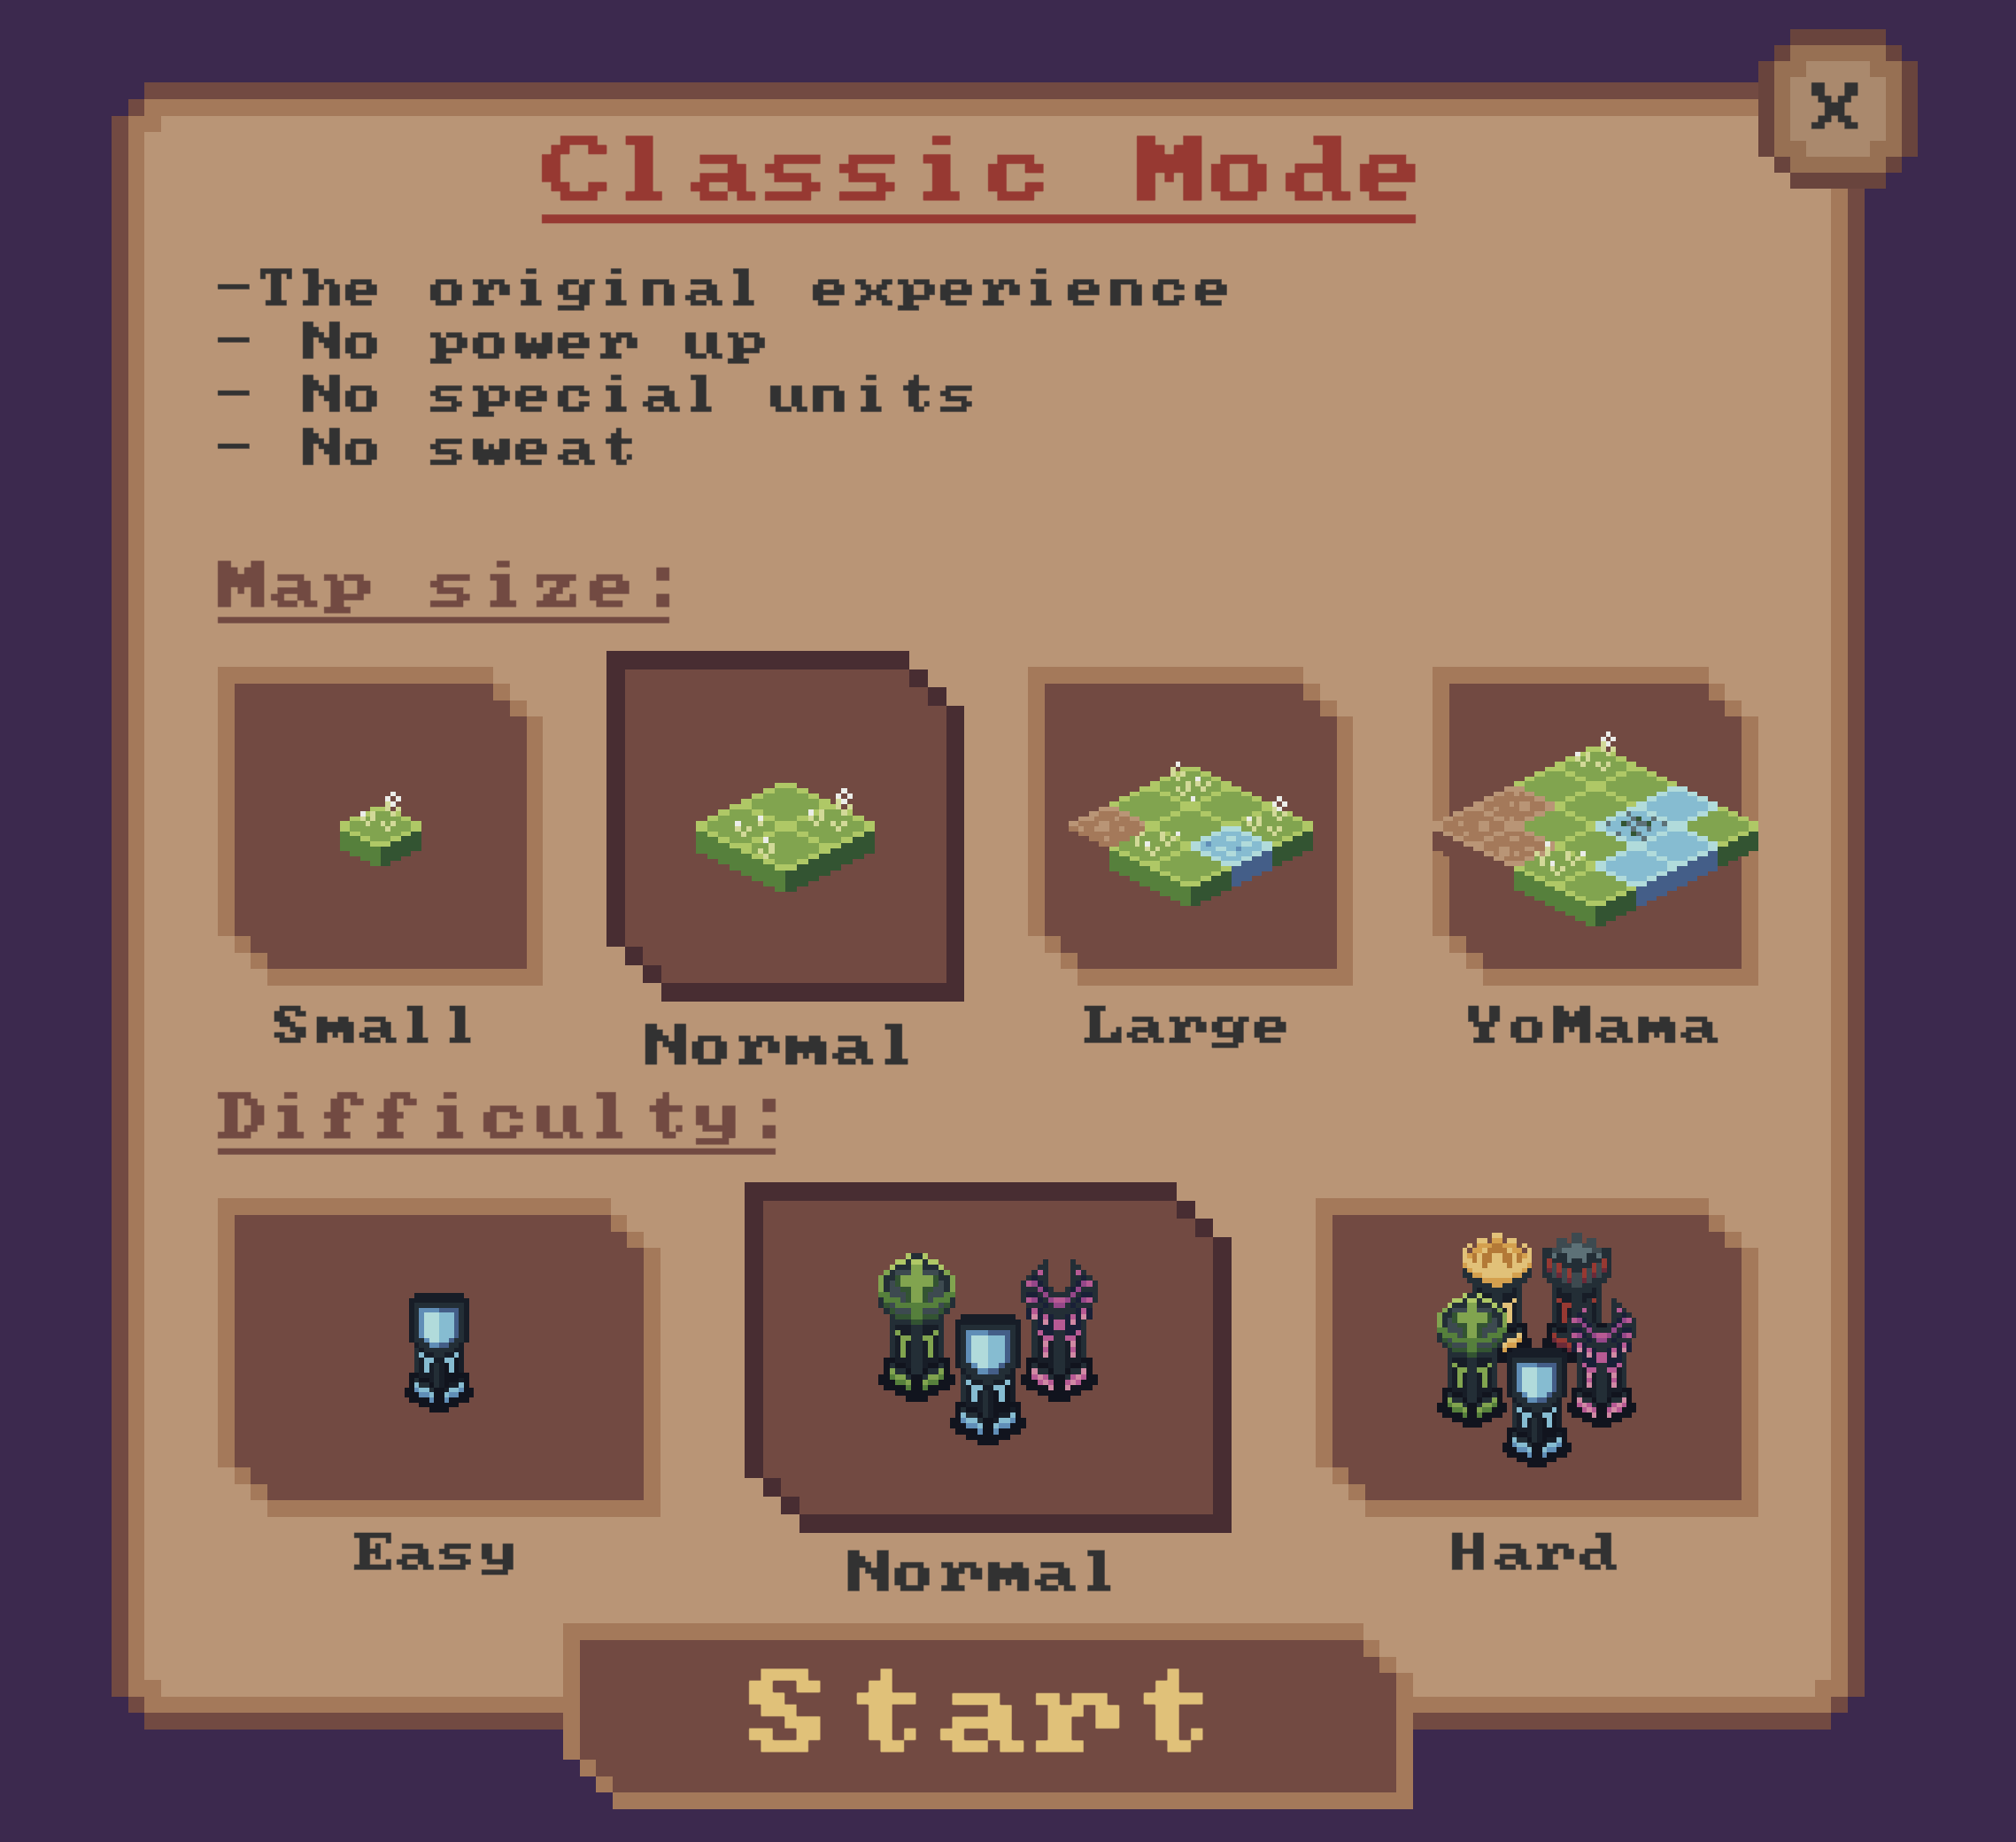 X
Classic Mode
-The original experience
- No power up
- No special units
- No sweat
Map size:
Small
Normal
Large
YoMama
Difficulty:
Easy
Normal
Hard
Start